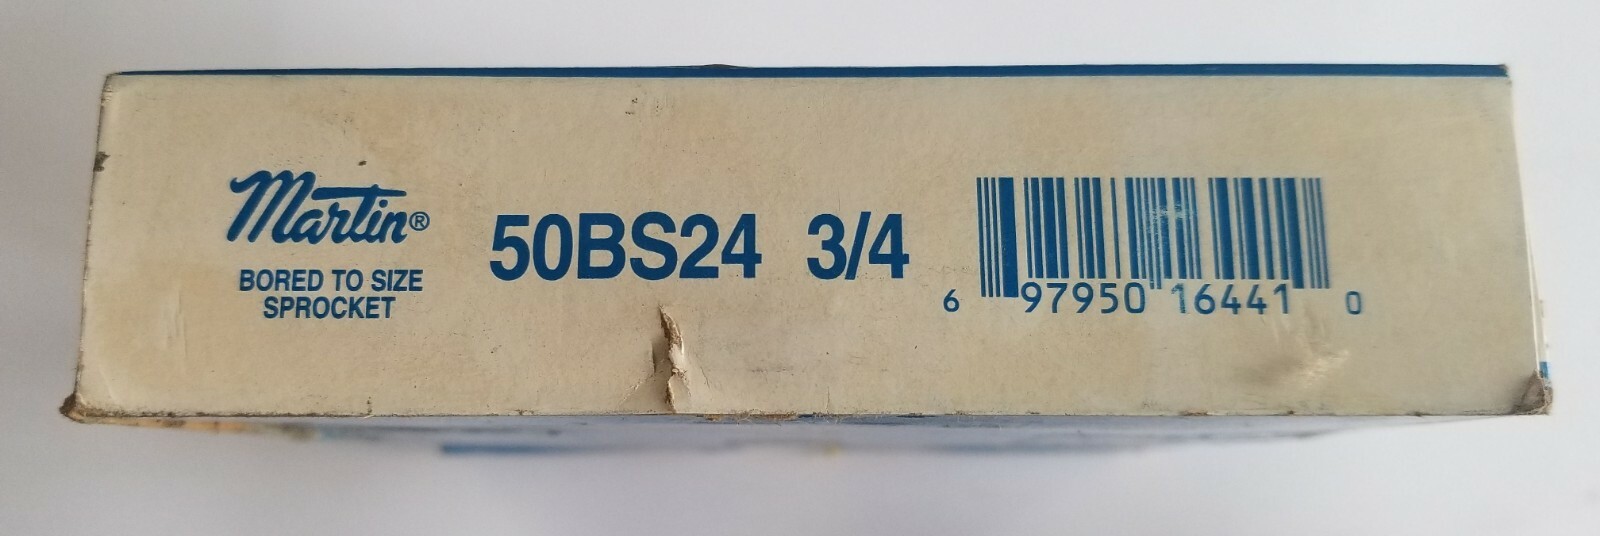 Martin®
BORED TO SIZE
SPROCKET
50BS24 3/4
6 97950 16441 0